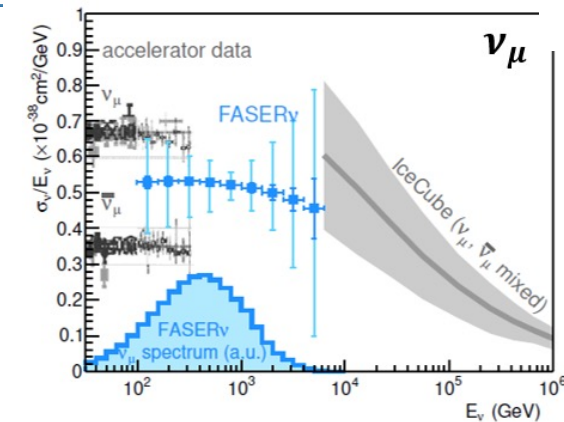 σν/Eν (×10⁻³⁸cm²/GeV)
1
0.9
0.8
0.7
0.6
0.5
0.4
0.3
0.2
0.1
0
accelerator data
νμ
ν̄μ
FASERν
νμ
IceCube (νμ, ν̄μ mixed)
FASERν
νμ spectrum (a.u.)
10²
10³
10⁴
10⁵
10⁶
Eν (GeV)